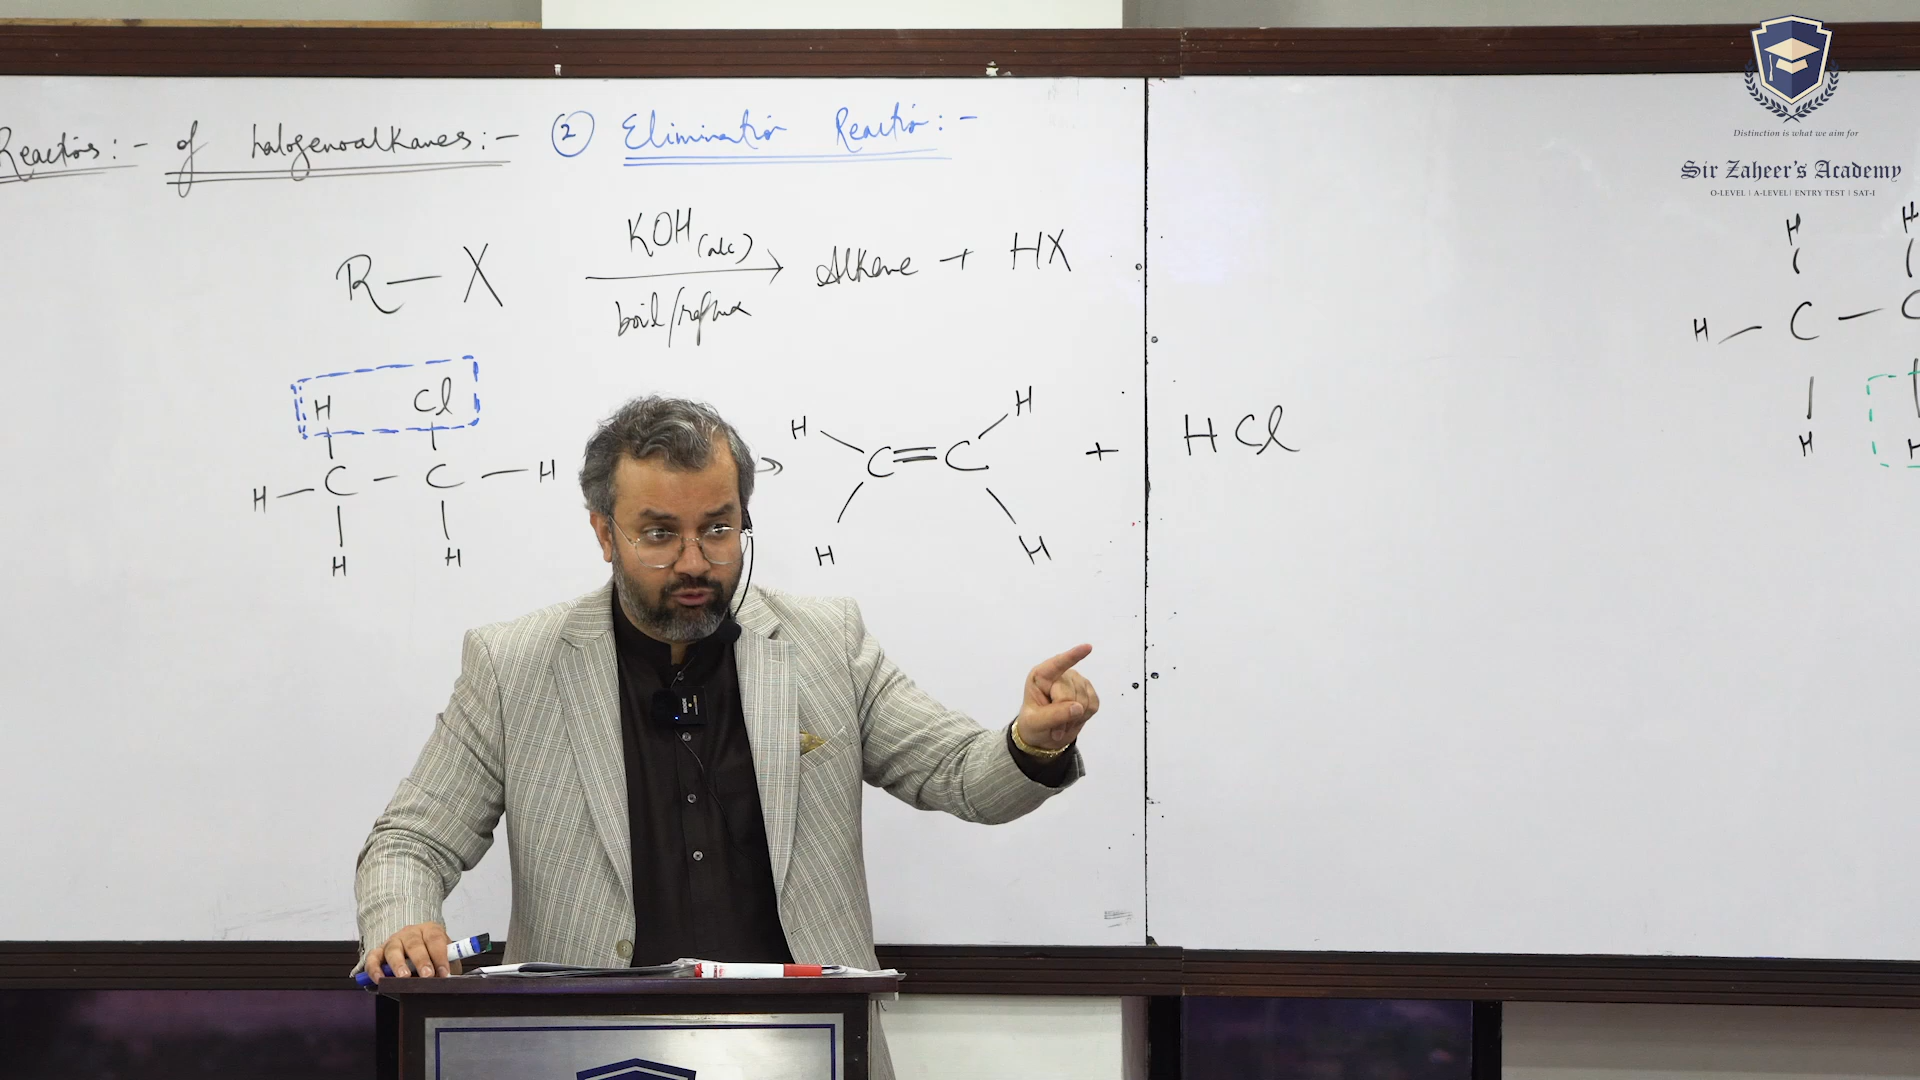 Reactions:- of halogenoalkanes:- ② Elimination Reaction:-
R — X KOH(alc) boil/reflux → Alkene + HX
H Cl
H — C — C — H
H H
→
H H
C = C
H H
+ H Cl
H H
H — C — C
H H
Distinction is what we aim for
Sir Zaheer's Academy
O-LEVEL | A-LEVEL | ENTRY TEST | SAT-I